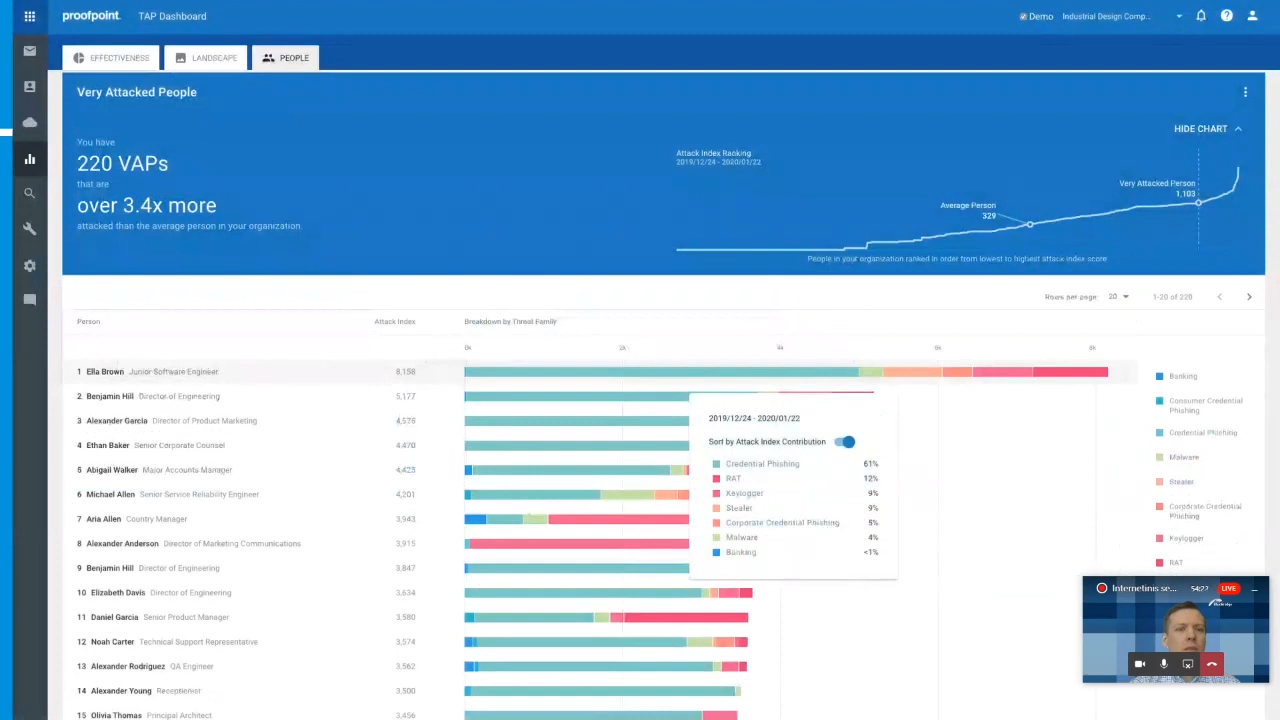 proofpoint.
TAP Dashboard
Demo
Industrial Design Comp...
EFFECTIVENESS
LANDSCAPE
PEOPLE
Very Attacked People
HIDE CHART
You have
220 VAPs
that are
over 3.4x more
attacked than the average person in your organization.
Attack Index Ranking
2019/12/24 - 2020/01/22
Average Person
329
Very Attacked Person
1,103
People in your organization ranked in order from lowest to highest attack index score
Rows per page: 20
1-20 of 220
Person
Attack Index
Breakdown by Threat Family
0k 2k 4k 6k 8k
1 Ella Brown Junior Software Engineer 8,158
2 Benjamin Hill Director of Engineering 5,177
3 Alexander Garcia Director of Product Marketing 4,575
4 Ethan Baker Senior Corporate Counsel 4,470
5 Abigail Walker Major Accounts Manager 4,423
6 Michael Allen Senior Service Reliability Engineer 4,201
7 Aria Allen Country Manager 3,943
8 Alexander Anderson Director of Marketing Communications 3,915
9 Benjamin Hill Director of Engineering 3,847
10 Elizabeth Davis Director of Engineering 3,634
11 Daniel Garcia Senior Product Manager 3,580
12 Noah Carter Technical Support Representative 3,574
13 Alexander Rodriguez QA Engineer 3,562
14 Alexander Young Receptioner 3,500
15 Olivia Thomas Principal Architect 3,456
2019/12/24 - 2020/01/22
Sort by Attack Index Contribution
Credential Phishing 61%
RAT 12%
Keylogger 9%
Stealer 9%
Corporate Credential Phishing 5%
Malware 4%
Banking <1%
Banking
Consumer Credential
Phishing
Credential Phishing
Malware
Stealer
Corporate Credential
Phishing
Keylogger
RAT
Internetinis se...
54:22
LIVE